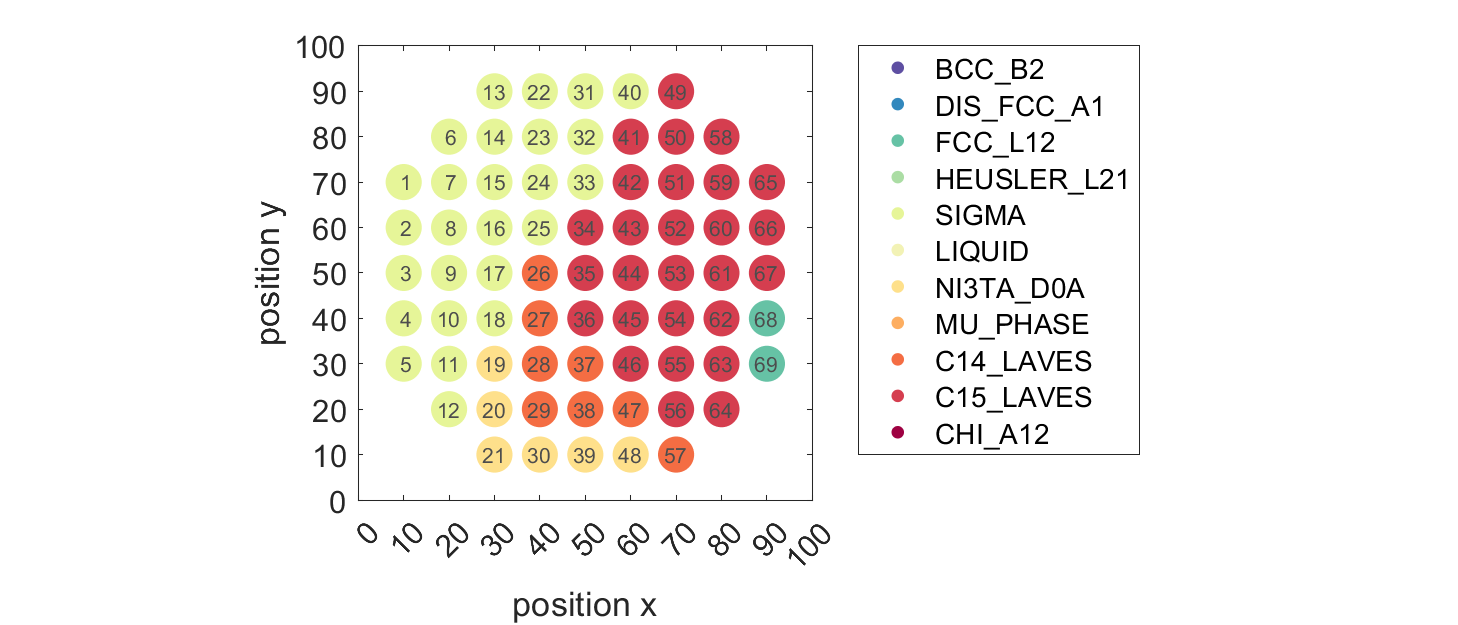 100
90
80
70
60
50
40
30
20
10
0
position y
13 22 31 40 49
6 14 23 32 41 50 58
1 7 15 24 33 42 51 59 65
2 8 16 25 34 43 52 60 66
3 9 17 26 35 44 53 61 67
4 10 18 27 36 45 54 62 68
5 11 19 28 37 46 55 63 69
12 20 29 38 47 56 64
21 30 39 48 57
0 10 20 30 40 50 60 70 80 90 100
position x
BCC_B2
DIS_FCC_A1
FCC_L12
HEUSLER_L21
SIGMA
LIQUID
NI3TA_D0A
MU_PHASE
C14_LAVES
C15_LAVES
CHI_A12